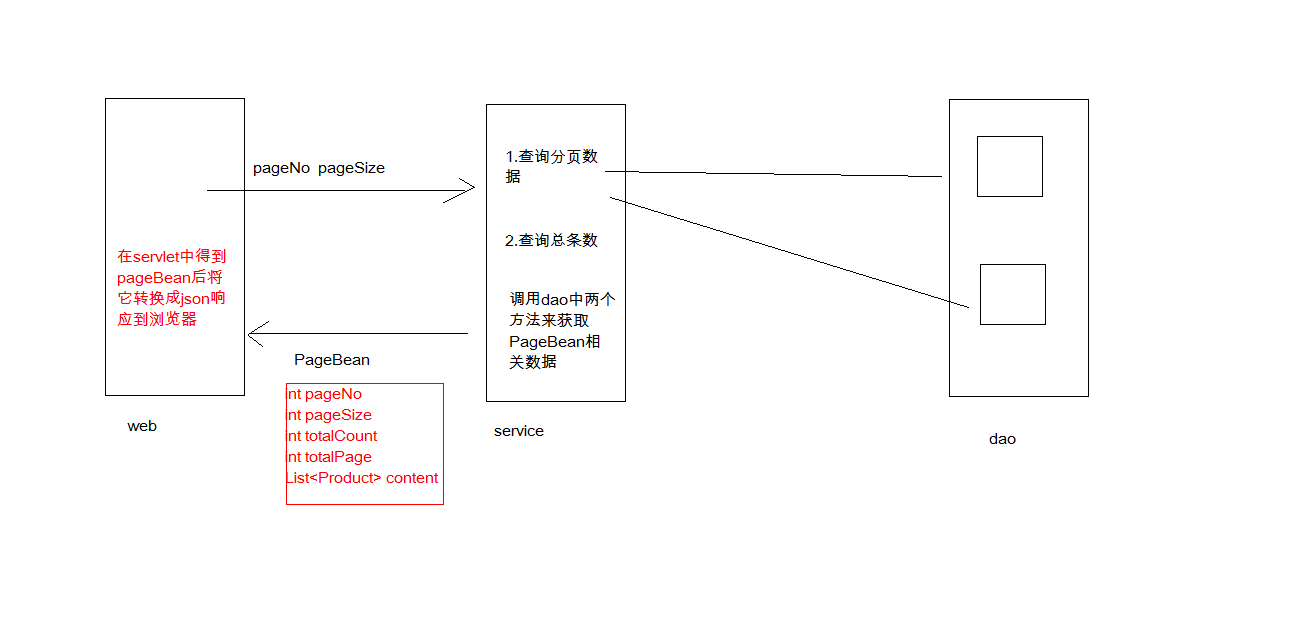 pageNo  pageSize
在servlet中得到
pageBean后将
它转换成json响
应到浏览器
web
PageBean
int pageNo
int pageSize
int totalCount
int totalPage
List<Product> content
1.查询分页数
据
2.查询总条数
调用dao中两个
方法来获取
PageBean相
关数据
service
dao